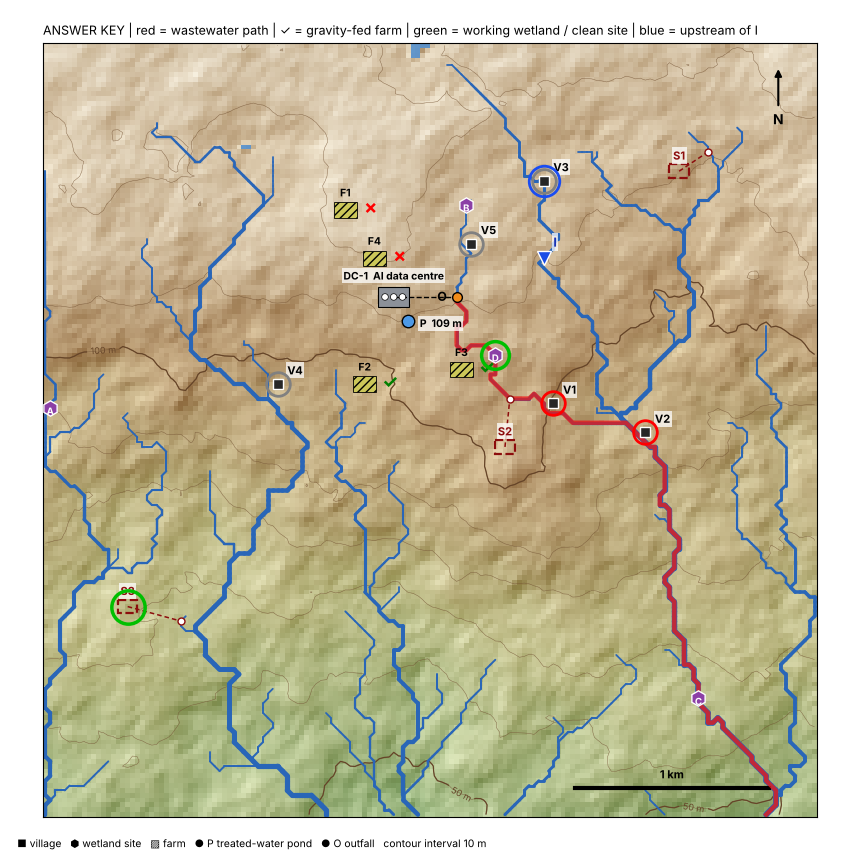 ANSWER KEY | red = wastewater path | ✓ = gravity-fed farm | green = working wetland / clean site | blue = upstream of I
N
S1
V3
F1
B
V5
F4
I
DC-1 AI data centre
O
P 109 m
100 m
F3
D
F2
V4
V1
A
V2
S2
S3
C
1 km
50 m
50 m
■ village ⬢ wetland site ▨ farm ● P treated-water pond ● O outfall contour interval 10 m